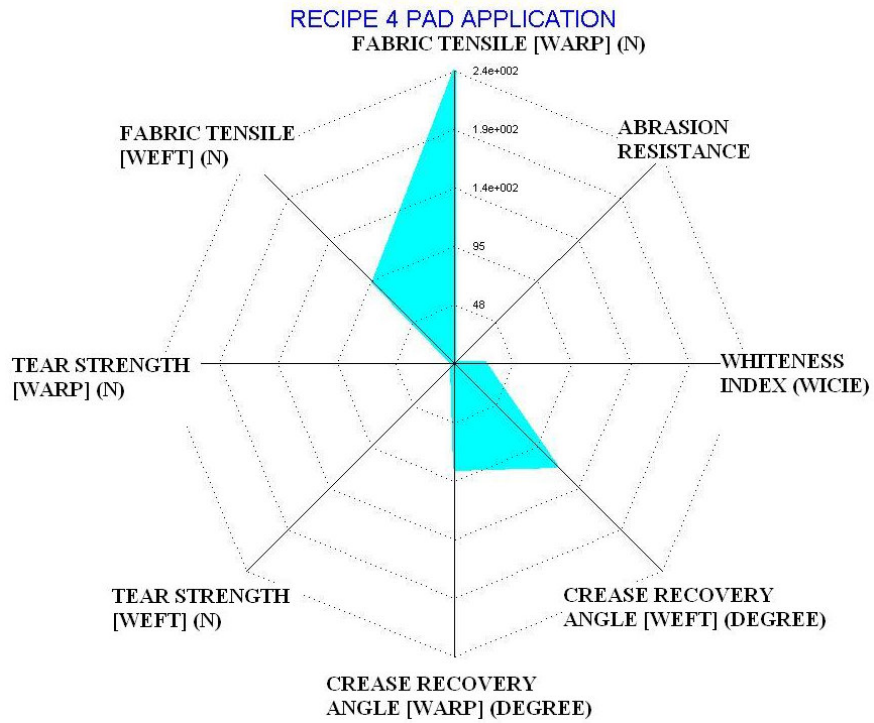 RECIPE 4 PAD APPLICATION
FABRIC TENSILE [WARP] (N)
2.4e+002
1.9e+002
1.4e+002
95
48
FABRIC TENSILE
[WEFT] (N)
ABRASION
RESISTANCE
TEAR STRENGTH
[WARP] (N)
WHITENESS
INDEX (WICIE)
TEAR STRENGTH
[WEFT] (N)
CREASE RECOVERY
ANGLE [WEFT] (DEGREE)
CREASE RECOVERY
ANGLE [WARP] (DEGREE)